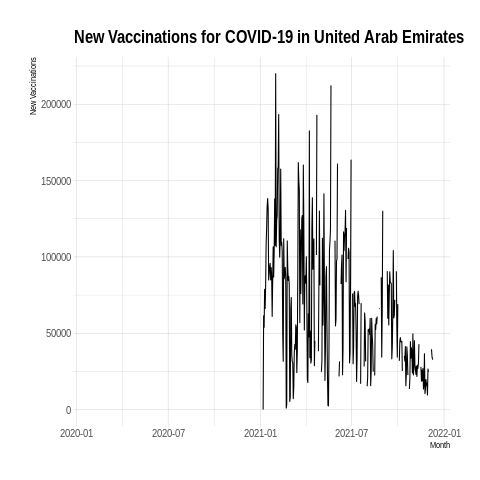 New Vaccinations for COVID-19 in United Arab Emirates
New Vaccinations
200000
150000
100000
50000
0
2020-01 2020-07 2021-01 2021-07 2022-01
Month